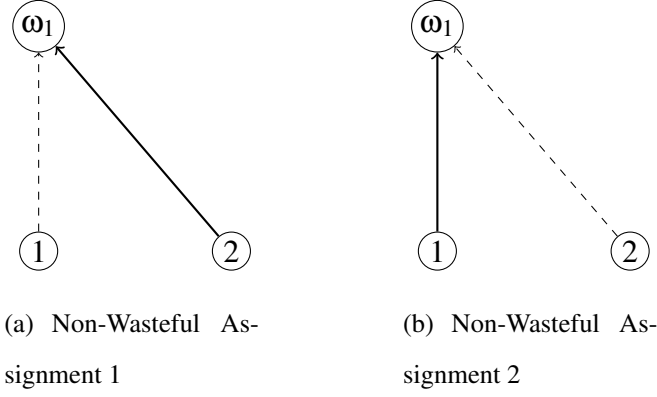 ω1
ω1
1
2
1
2
(a) Non-Wasteful As-
signment 1
(b) Non-Wasteful As-
signment 2